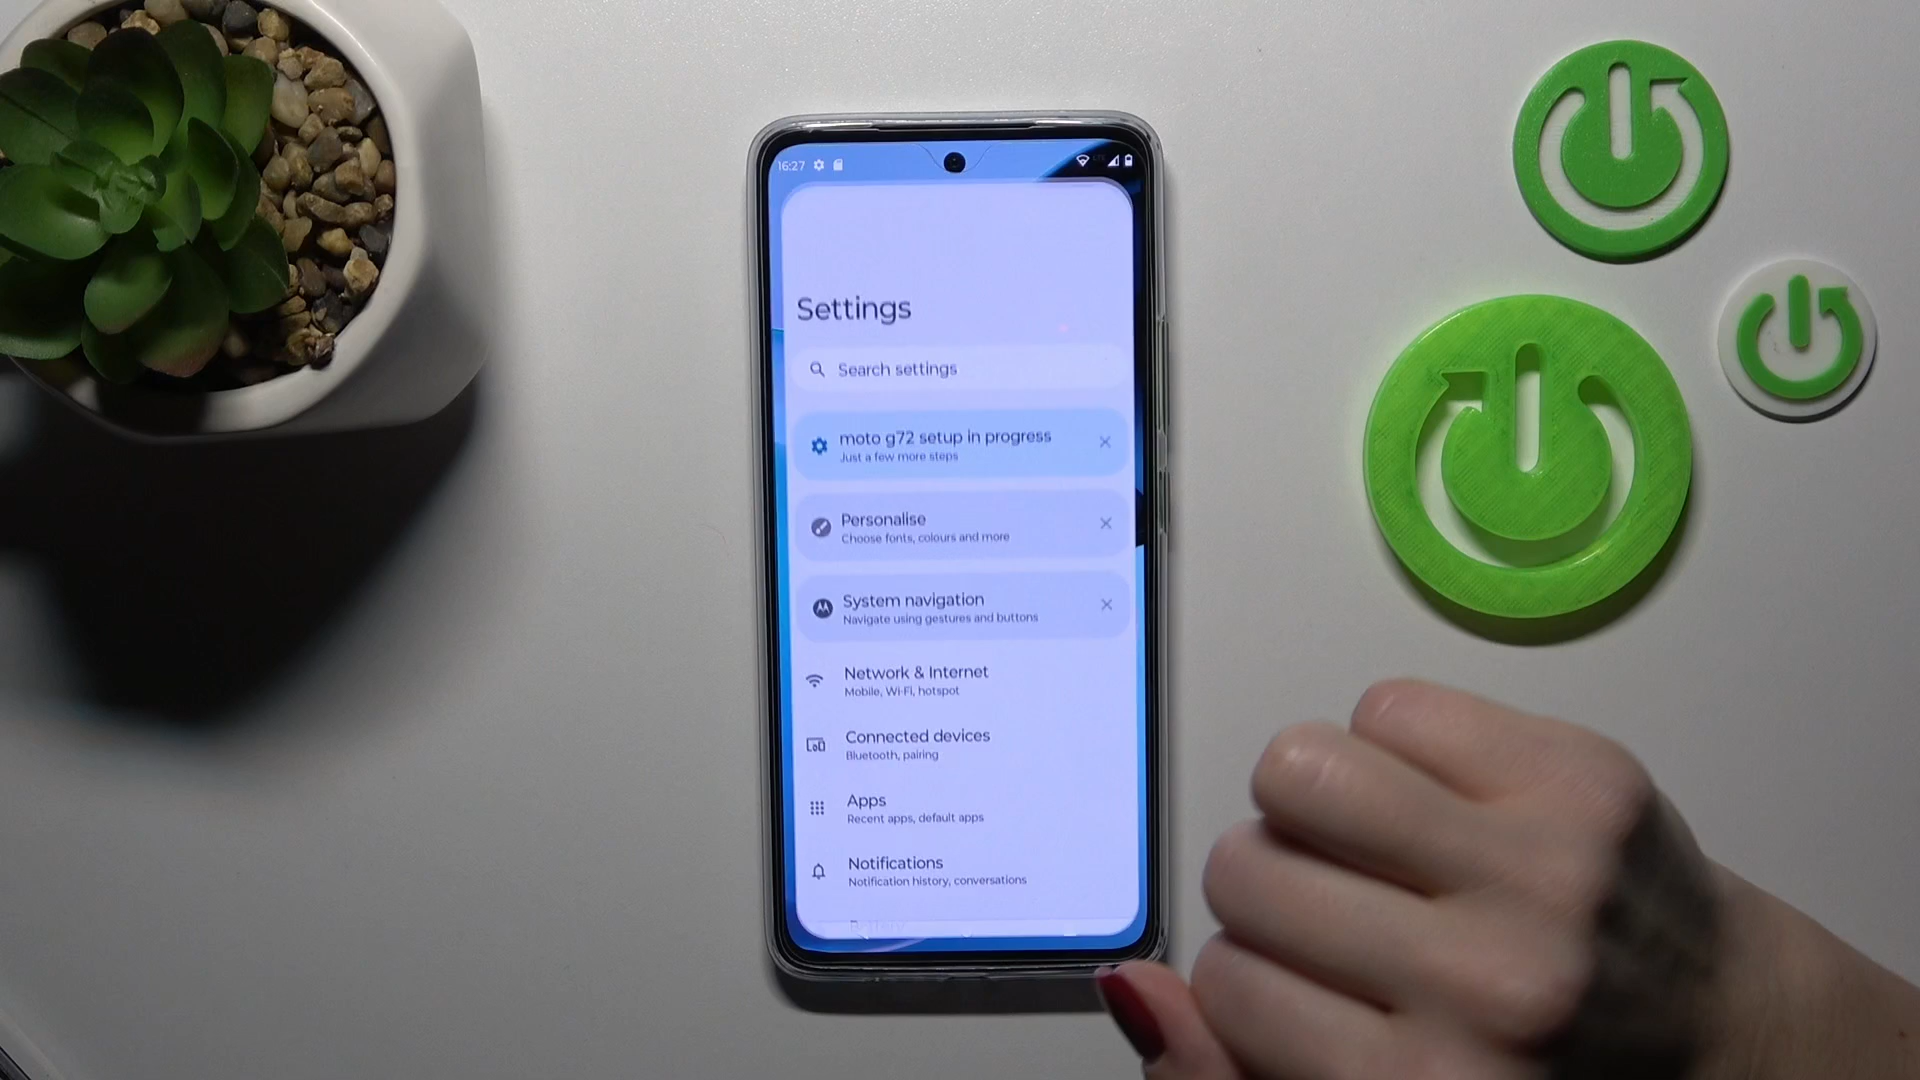 16:27
Settings
Search settings
moto g72 setup in progress
Just a few more steps
Personalise
Choose fonts, colours and more
System navigation
Navigate using gestures and buttons
Network & Internet
Mobile, Wi-Fi, hotspot
Connected devices
Bluetooth, pairing
Apps
Recent apps, default apps
Notifications
Notification history, conversations
Battery